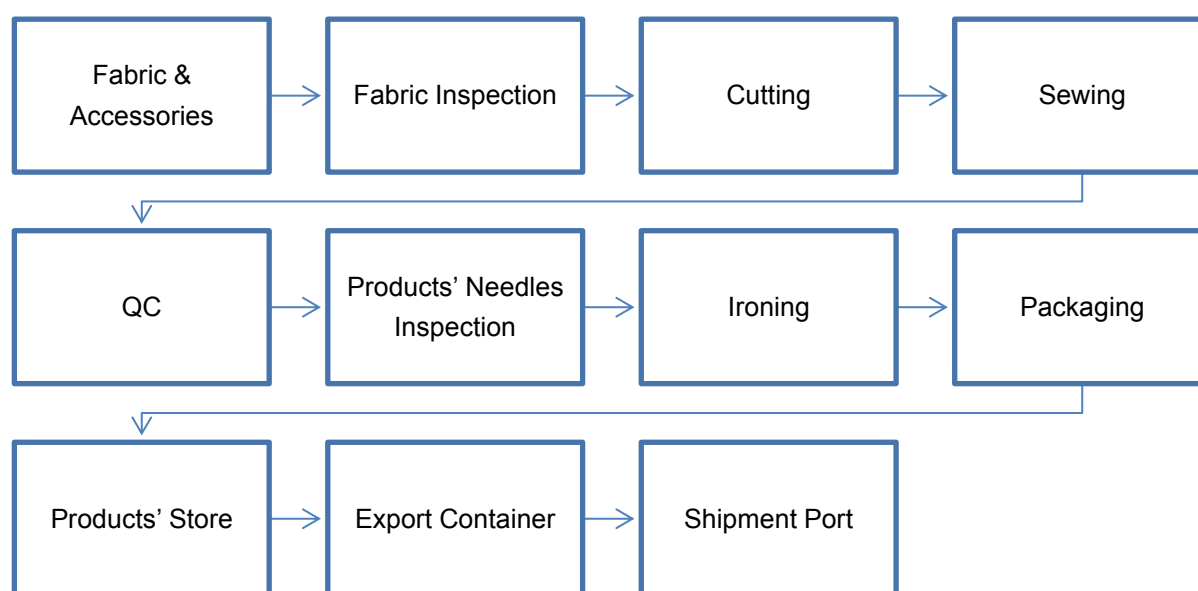 Fabric &
Accessories
Fabric Inspection
Cutting
Sewing
QC
Products’ Needles
Inspection
Ironing
Packaging
Products’ Store
Export Container
Shipment Port